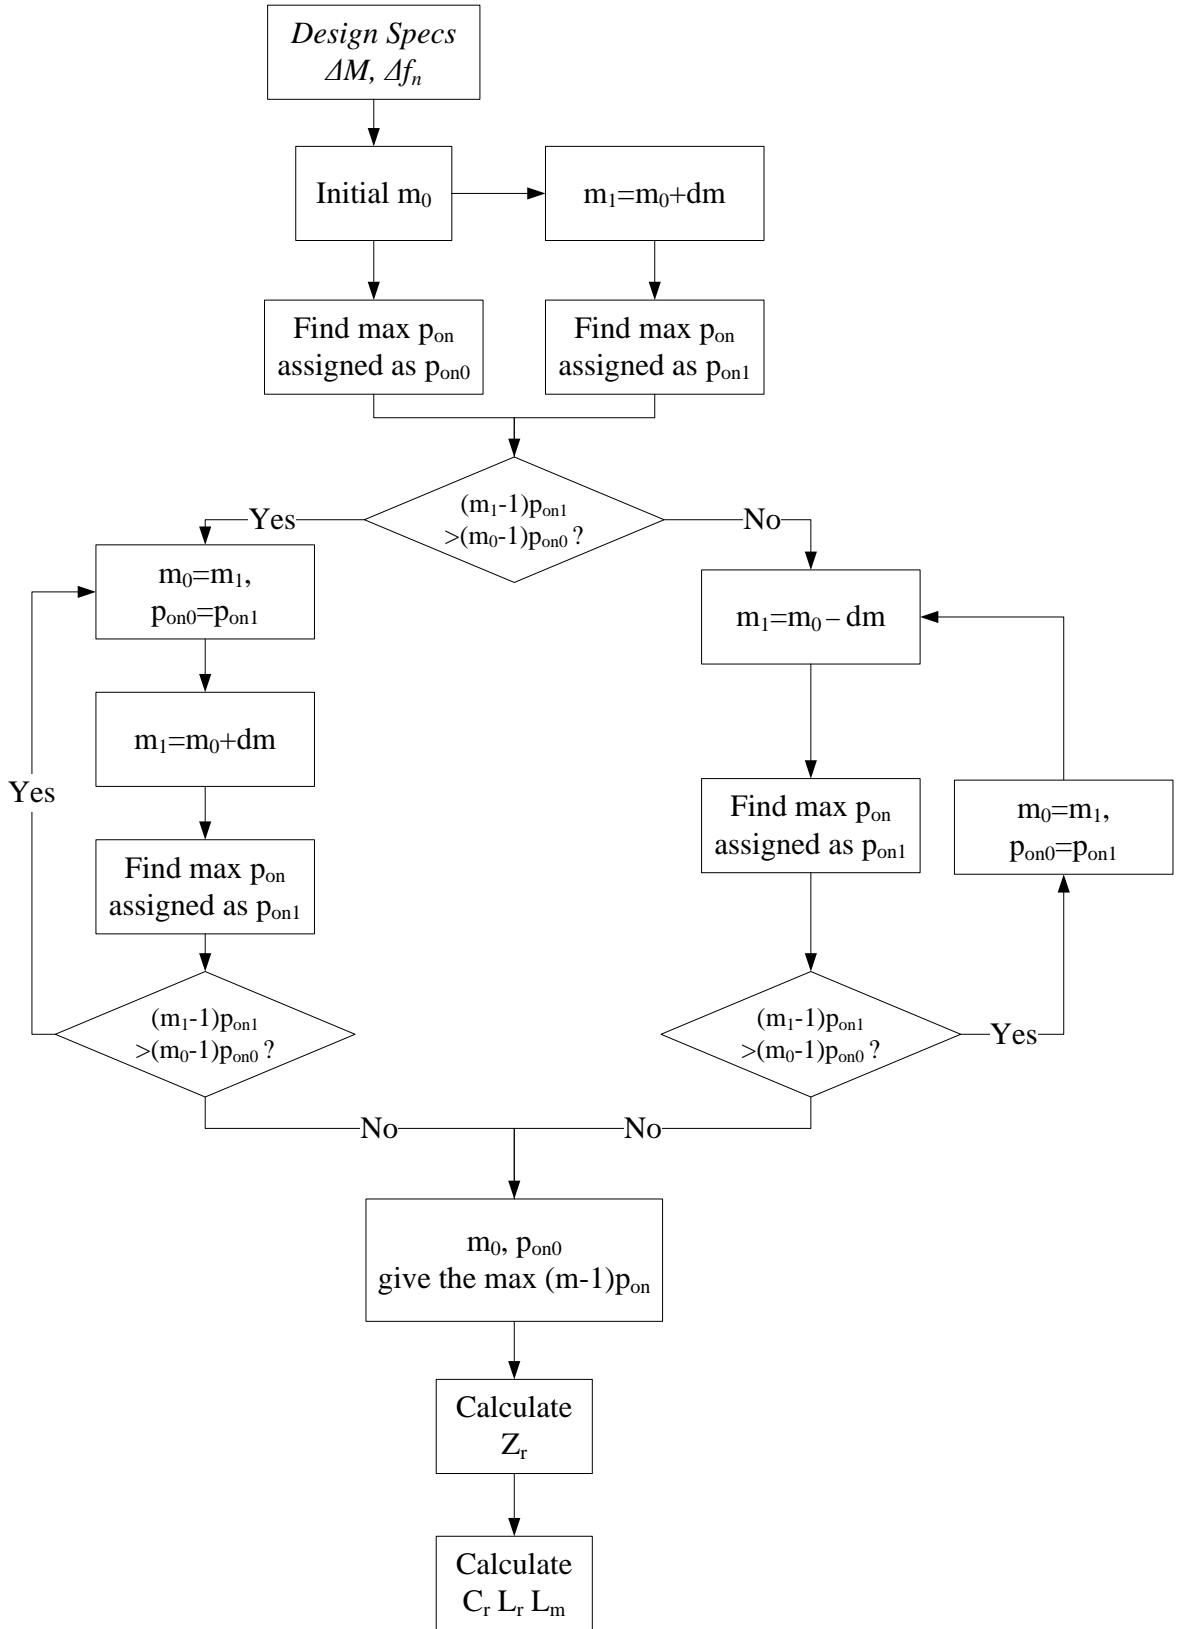 Design Specs
ΔM, Δfn
Initial m0
m1=m0+dm
Find max pon
assigned as pon0
Find max pon
assigned as pon1
(m1-1)pon1
>(m0-1)pon0 ?
Yes
No
m0=m1,
pon0=pon1
m1=m0 – dm
m1=m0+dm
Yes
Find max pon
assigned as pon1
m0=m1,
pon0=pon1
Find max pon
assigned as pon1
(m1-1)pon1
>(m0-1)pon0 ?
(m1-1)pon1
>(m0-1)pon0 ?
Yes
No
No
m0, pon0
give the max (m-1)pon
Calculate
Zr
Calculate
Cr Lr Lm